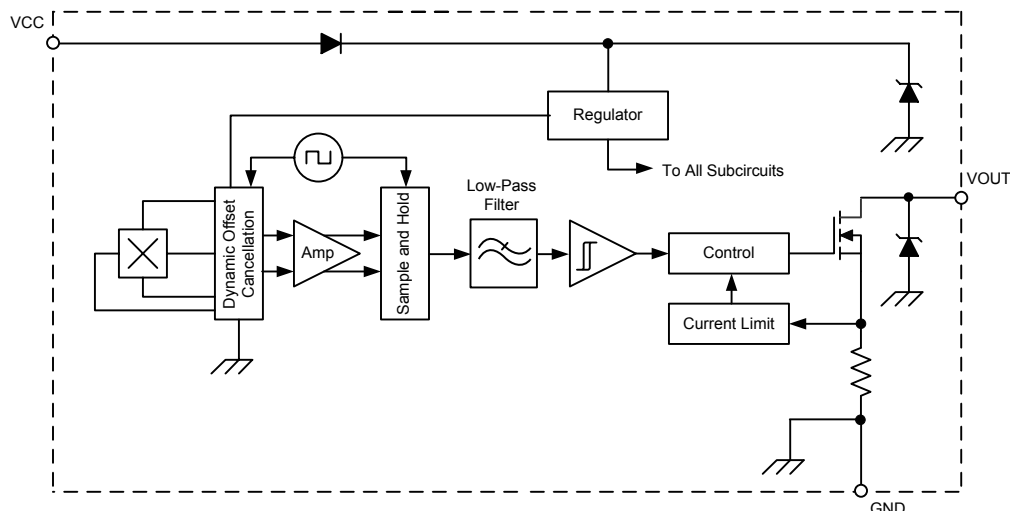 VCC
Regulator
To All Subcircuits
VOUT
Low-Pass
Filter
Dynamic Offset
Cancellation
Amp
Sample and Hold
Control
Current Limit
GND